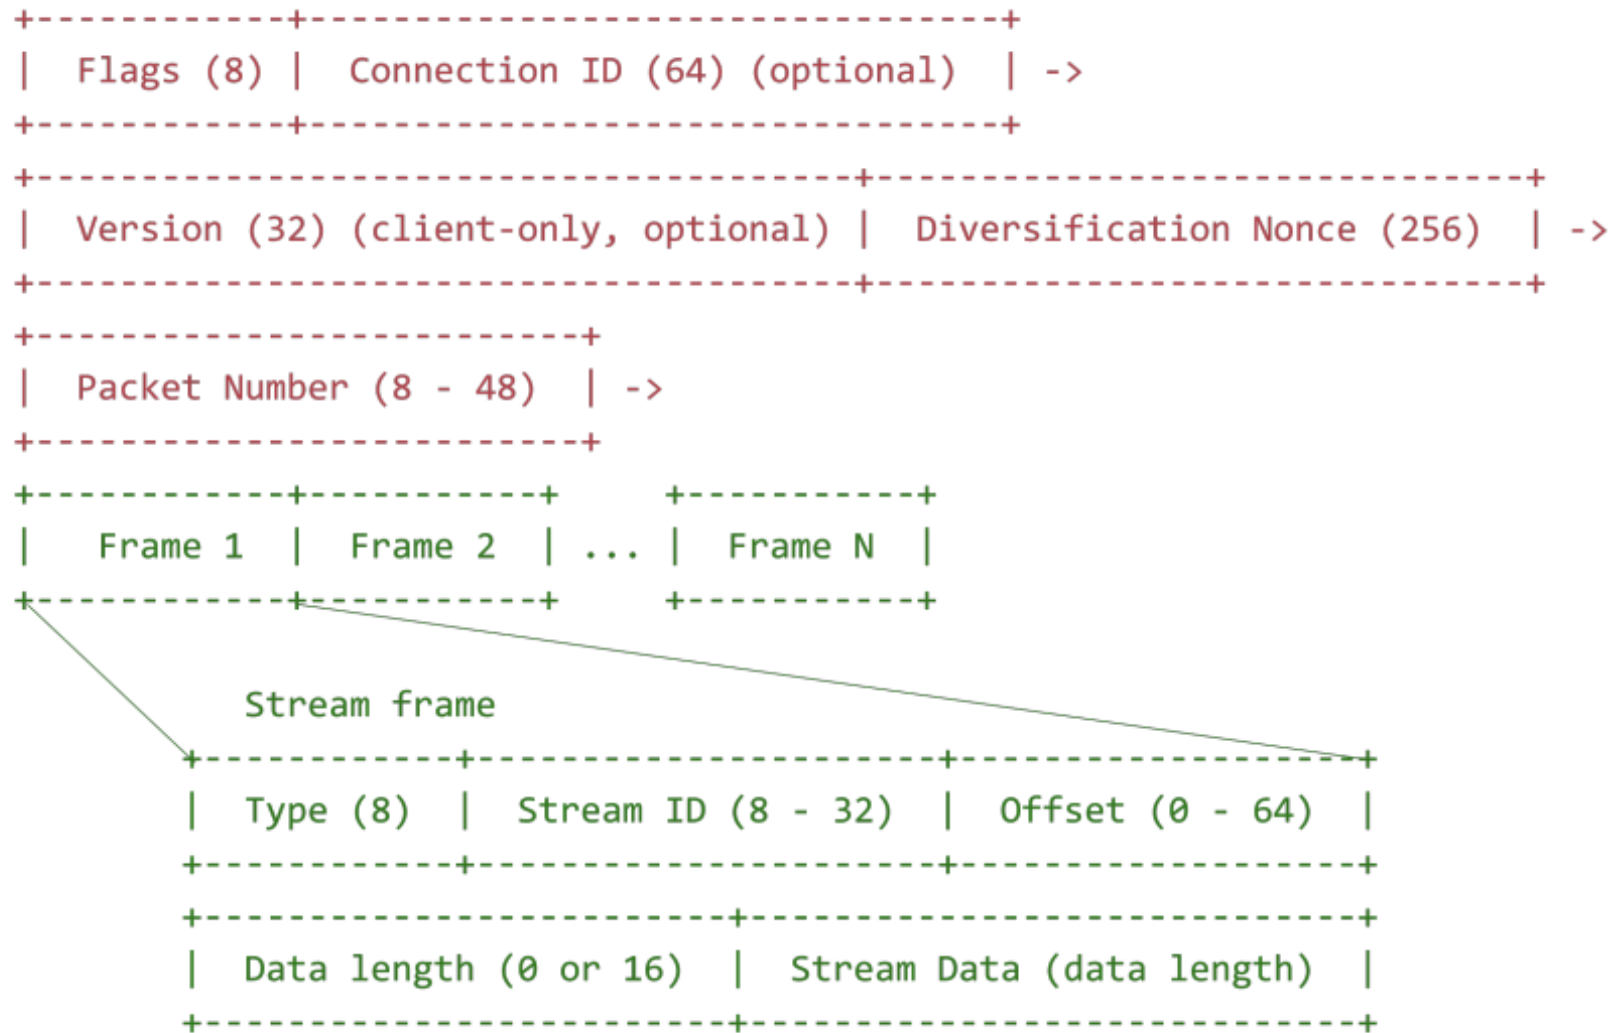 +------------+-------------------------------+
| Flags (8) | Connection ID (64) (optional) | ->
+------------+-------------------------------+
+-------------------------------------+------------------------------+
| Version (32) (client-only, optional) | Diversification Nonce (256) | ->
+-------------------------------------+------------------------------+
+-------------------------+
| Packet Number (8 - 48) | ->
+-------------------------+
+------------+-----------+ +-----------+
| Frame 1 | Frame 2 | ... | Frame N |
+------------+-----------+ +-----------+
Stream frame
+------------+---------------------+------------------+
| Type (8) | Stream ID (8 - 32) | Offset (0 - 64) |
+------------+---------------------+------------------+
+------------------------+----------------------------+
| Data length (0 or 16) | Stream Data (data length) |
+------------------------+----------------------------+